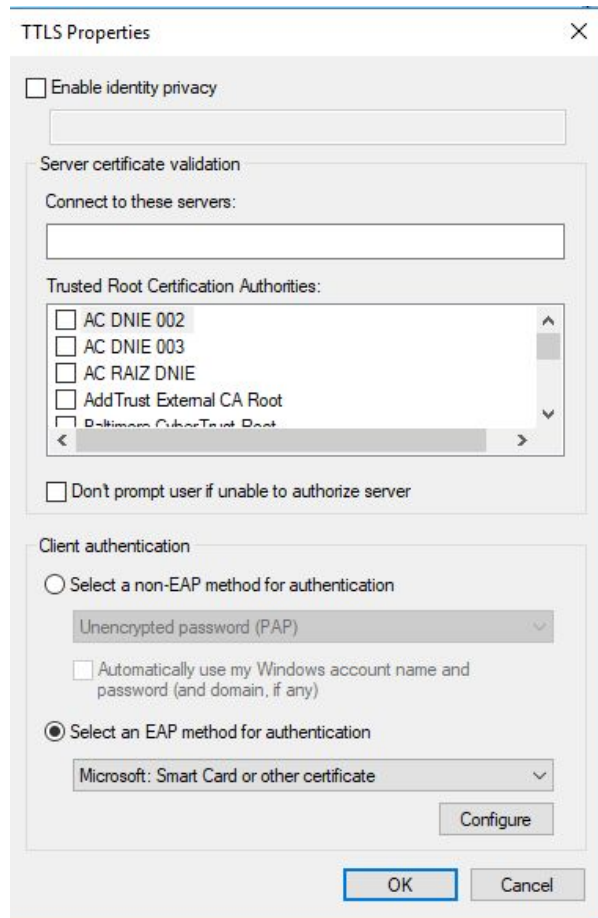 TTLS Properties
Enable identity privacy
Server certificate validation
Connect to these servers:
Trusted Root Certification Authorities:
AC DNIE 002
AC DNIE 003
AC RAIZ DNIE
AddTrust External CA Root
Baltimore CyberTrust Root
Don't prompt user if unable to authorize server
Client authentication
Select a non-EAP method for authentication
Unencrypted password (PAP)
Automatically use my Windows account name and
password (and domain, if any)
Select an EAP method for authentication
Microsoft: Smart Card or other certificate
Configure
OK Cancel